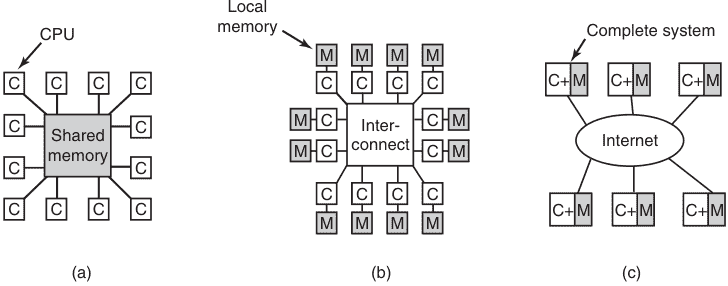 CPU
C C C C
C C
Shared
memory
C C
C C C C
(a)
Local
memory
M M M M
C C C C
M C C M
Inter-
connect
M C C M
C C C C
M M M M
(b)
Complete system
C+ M C+ M C+ M
Internet
C+ M C+ M C+ M
(c)